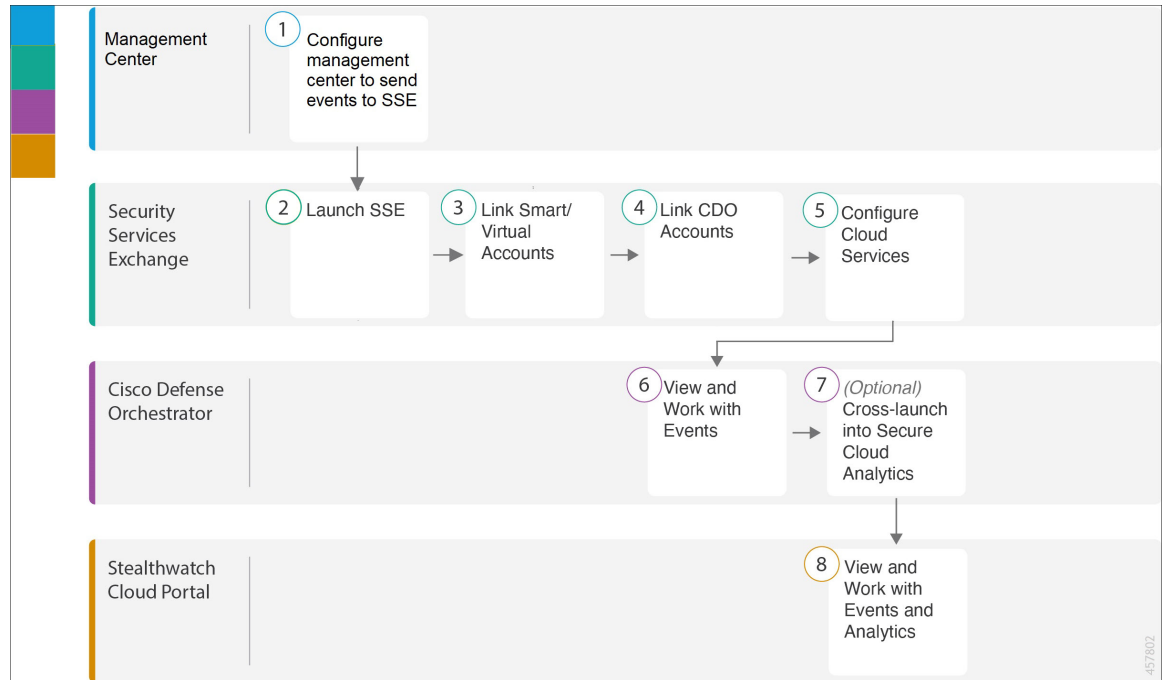 Management
Center
1
Configure
management
center to send
events to SSE
Security
Services
Exchange
2
Launch SSE
3
Link Smart/
Virtual
Accounts
4
Link CDO
Accounts
5
Configure
Cloud
Services
Cisco Defense
Orchestrator
6
View and
Work with
Events
7
(Optional)
Cross-launch
into Secure
Cloud
Analytics
Stealthwatch
Cloud Portal
8
View and
Work with
Events and
Analytics
457802